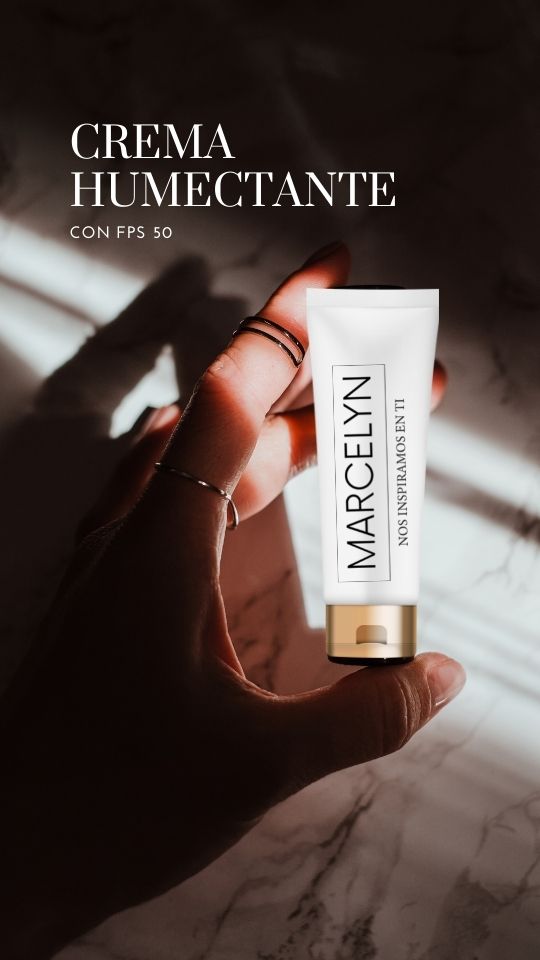 CREMA
HUMECTANTE
CON FPS 50
MARCELYN
NOS INSPIRAMOS EN TI